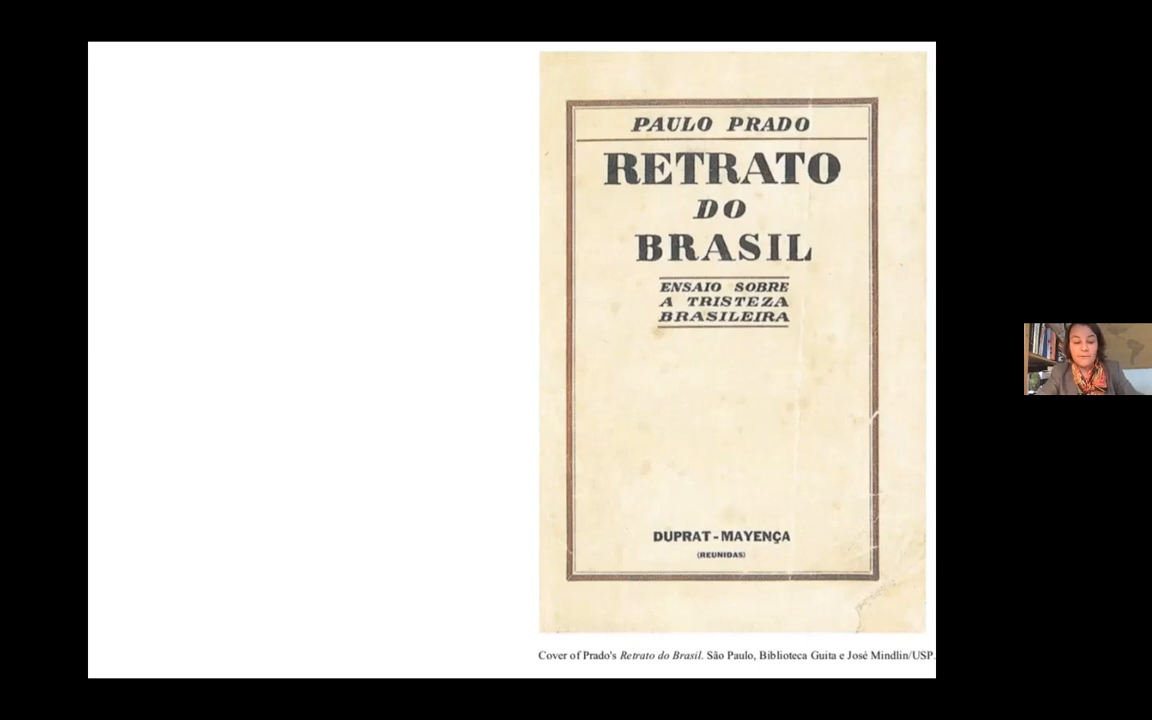 PAULO PRADO
RETRATO
DO
BRASIL
ENSAIO SOBRE
A TRISTEZA
BRASILEIRA
DUPRAT-MAYENÇA
(REUNIDAS)
Cover of Prado's Retrato do Brasil. São Paulo, Biblioteca Guita e José Mindlin/USP.